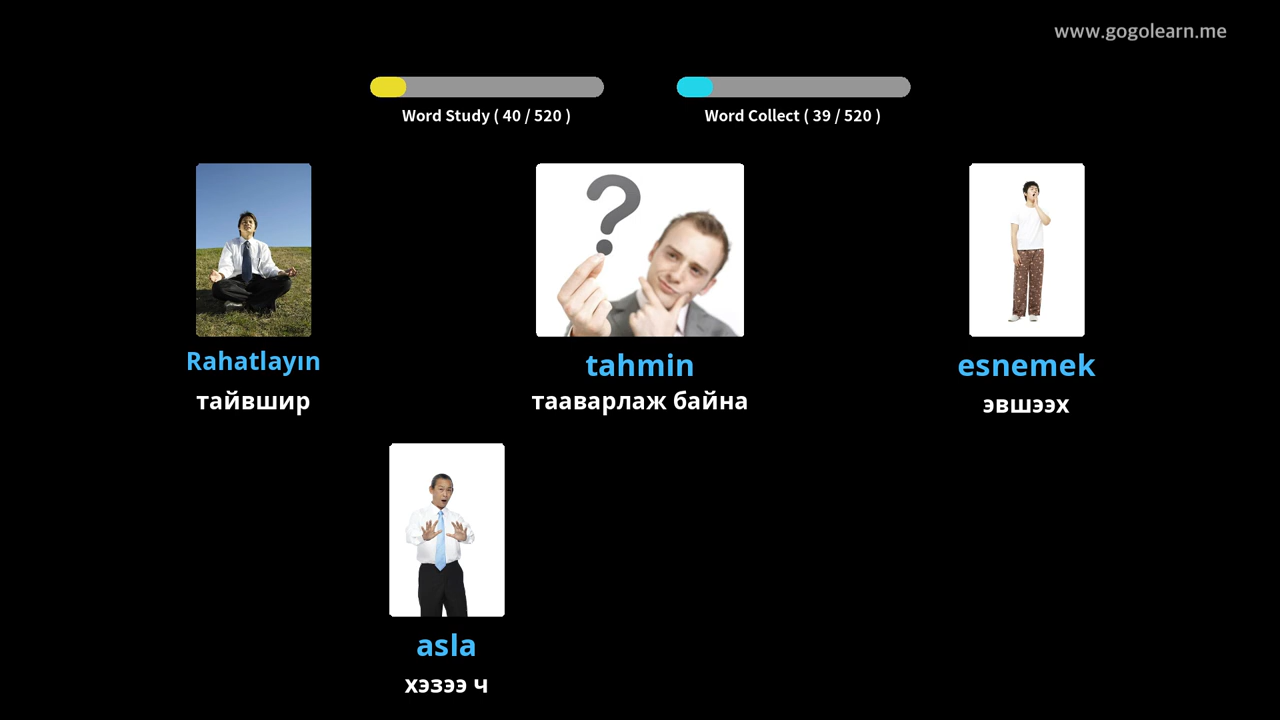 www.gogolearn.me
Word Study ( 40 / 520 )
Word Collect ( 39 / 520 )
Rahatlayın
тайвшир
tahmin
тааварлаж байна
esnemek
эвшээх
asla
хэзээ ч